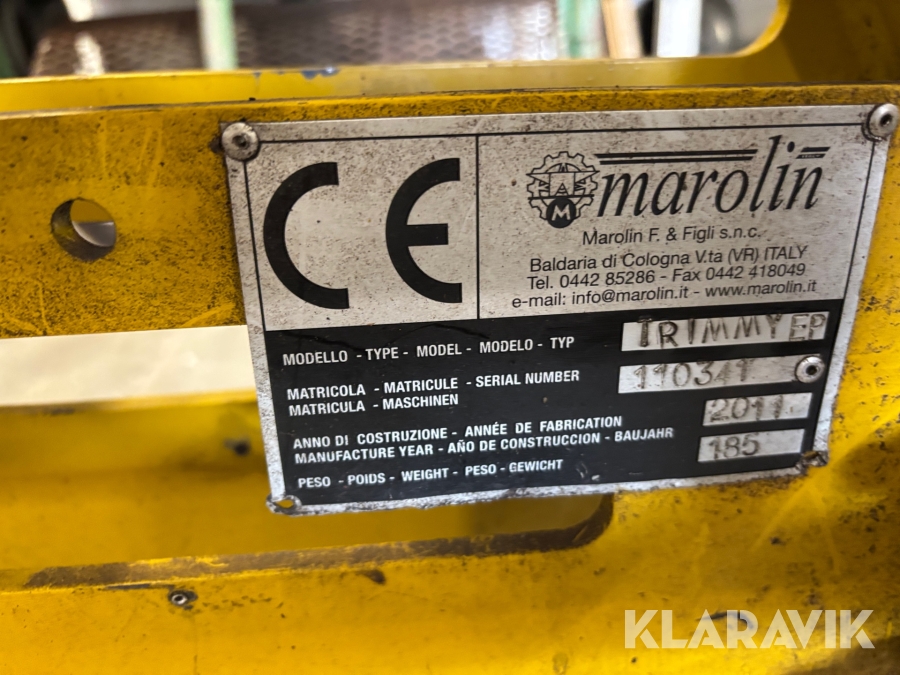 CE
M marolin
Marolin F. & Figli s.n.c.
Baldaria di Cologna V.ta (VR) ITALY
Tel. 0442 85286 - Fax 0442 418049
e-mail: info@marolin.it - www.marolin.it
MODELLO - TYPE - MODEL - MODELO - TYP TRIMMY EP
MATRICOLA - MATRICULE - SERIAL NUMBER
MATRICULA - MASCHINEN 110341
ANNO DI COSTRUZIONE - ANNÉE DE FABRICATION
MANUFACTURE YEAR - AÑO DE CONSTRUCCION - BAUJAHR 2011
PESO - POIDS - WEIGHT - PESO - GEWICHT 185
KLARAVIK